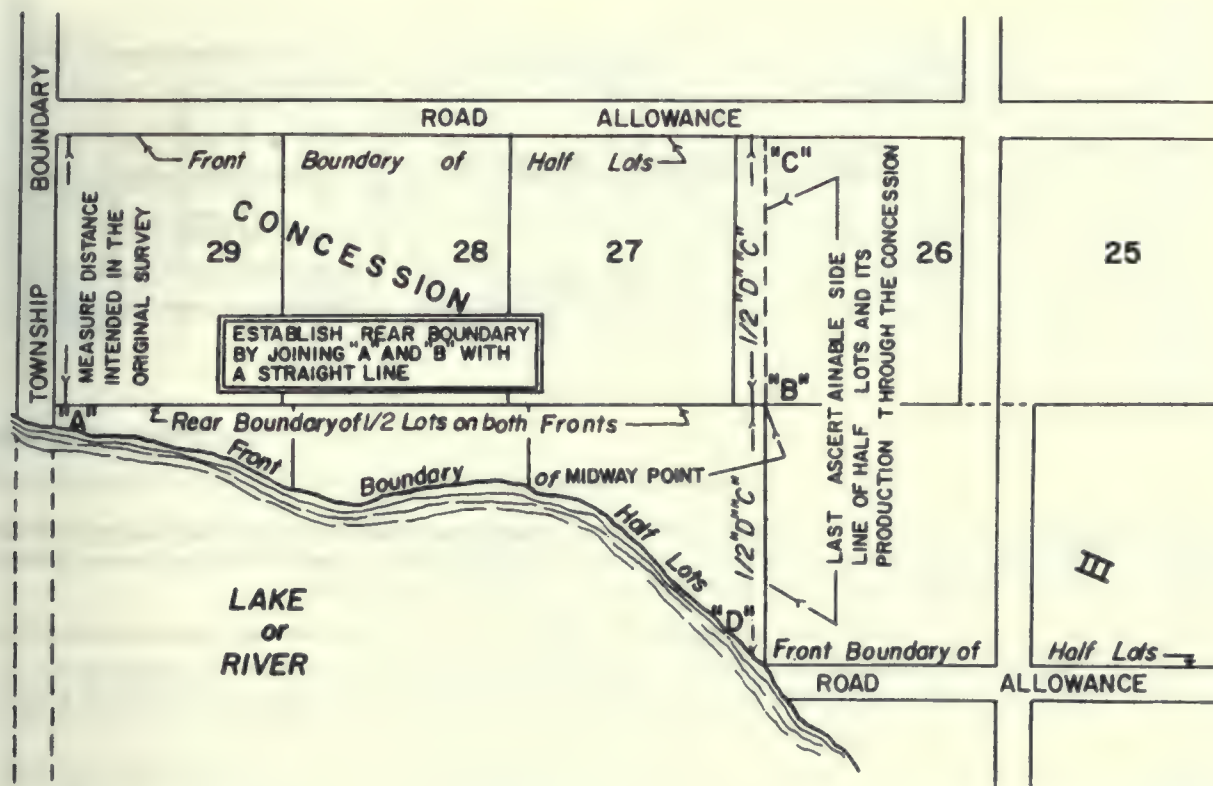 ROAD ALLOWANCE
TOWNSHIP BOUNDARY
Front Boundary of Half Lots
MEASURE DISTANCE
INTENDED IN THE
ORIGINAL SURVEY
CONCESSION
29
28
27
26
25
"C"
1/2 "D""C"
"B"
LAST ASCERTAINABLE SIDE
LINE OF HALF LOTS AND ITS
PRODUCTION THROUGH THE CONCESSION
ESTABLISH REAR BOUNDARY
BY JOINING "A" AND "B" WITH
A STRAIGHT LINE
"A"
Rear Boundary of 1/2 Lots on both Fronts
Front Boundary of Half Lots
MIDWAY POINT
1/2 "D""C"
"D"
III
LAKE
or
RIVER
Front Boundary of Half Lots
ROAD ALLOWANCE